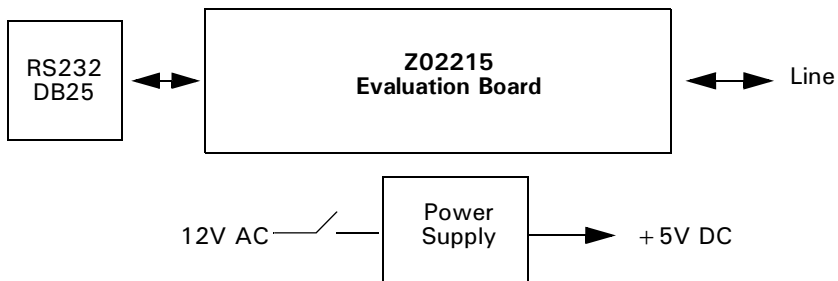 RS232
DB25
Z02215
Evaluation Board
Line
Power
Supply
12V AC
+5V DC